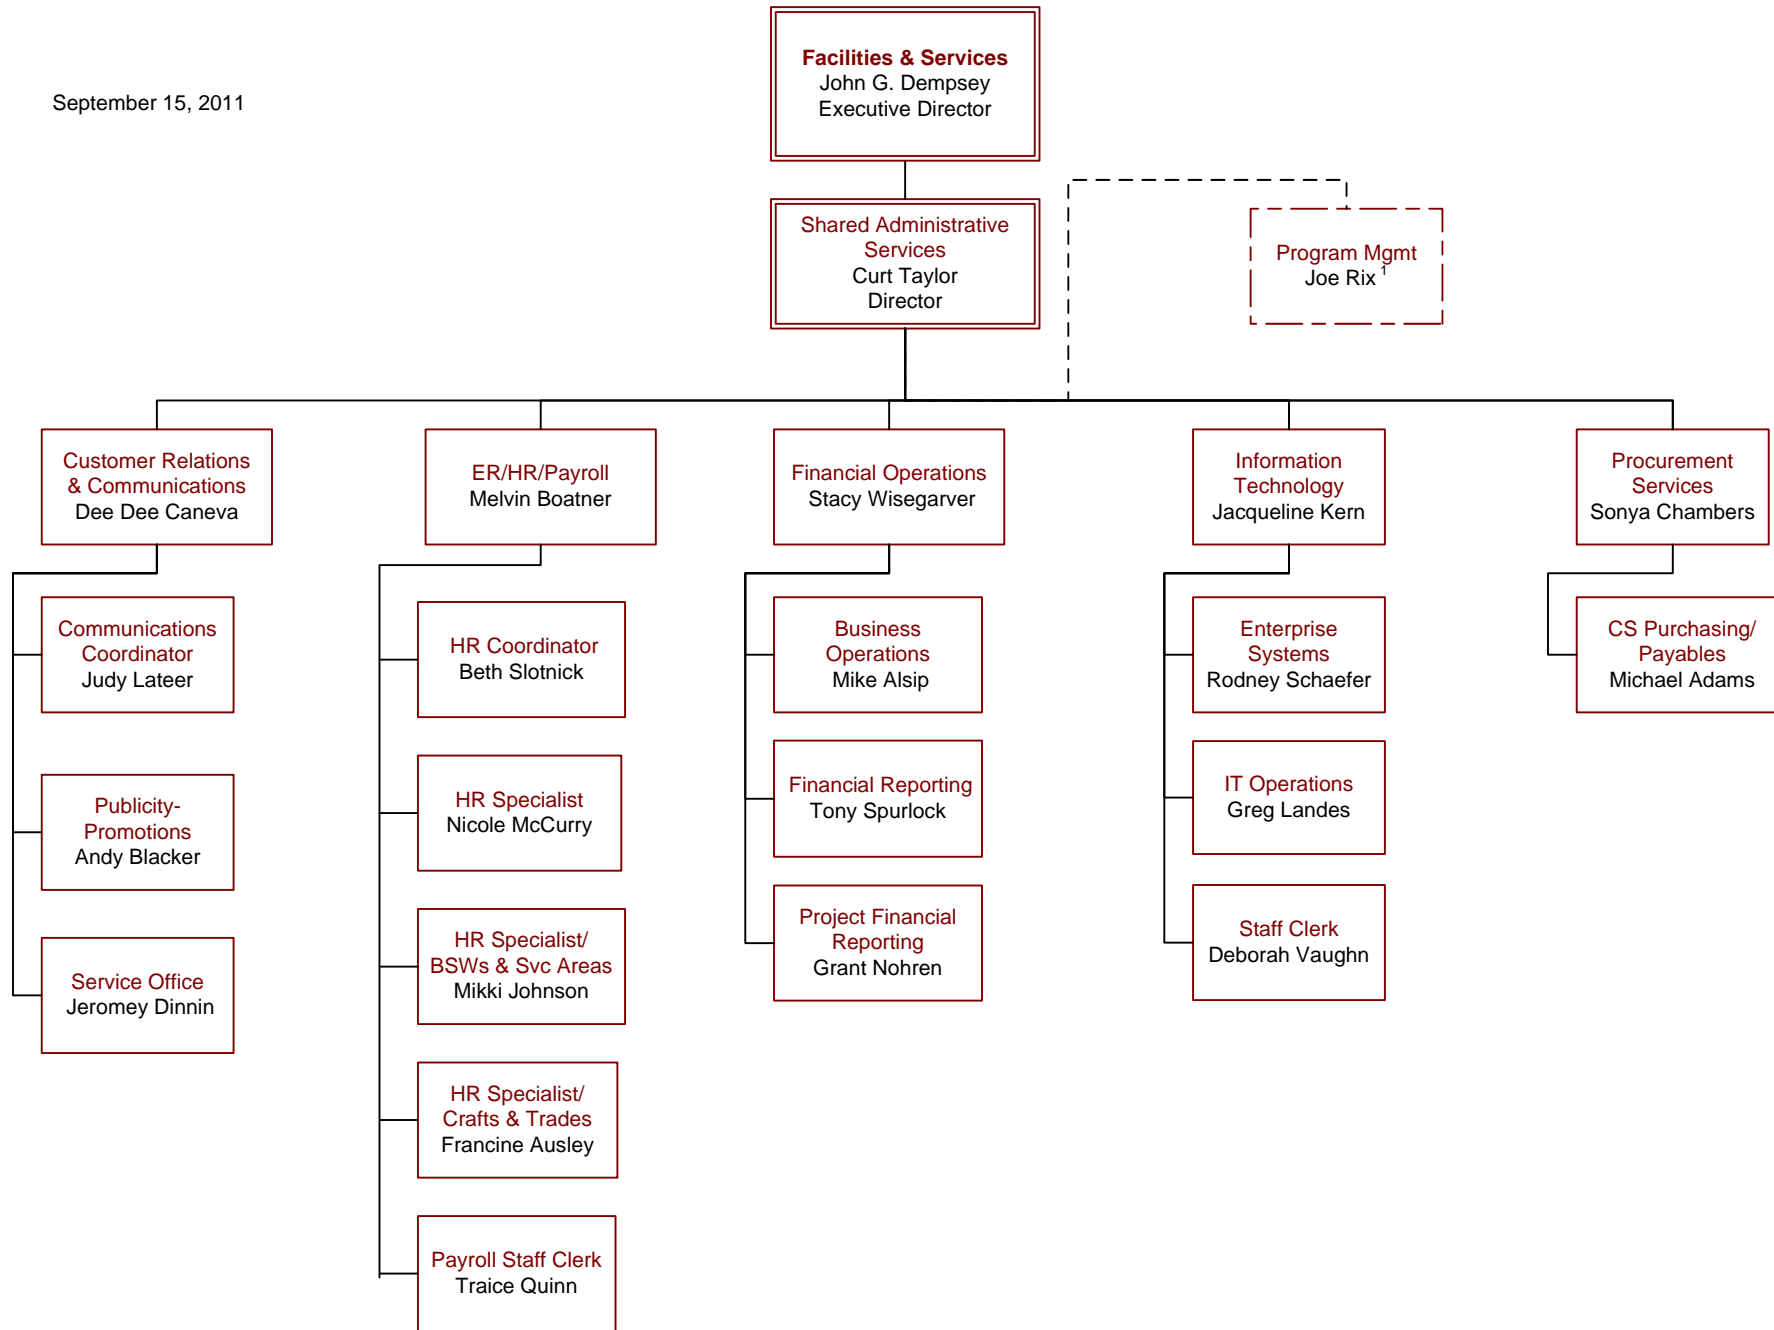 September 15, 2011
Facilities & Services
John G. Dempsey
Executive Director
Shared Administrative
Services
Curt Taylor
Director
Program Mgmt
Joe Rix 1
Customer Relations
& Communications
Dee Dee Caneva
ER/HR/Payroll
Melvin Boatner
Financial Operations
Stacy Wisegarver
Information
Technology
Jacqueline Kern
Procurement
Services
Sonya Chambers
Communications
Coordinator
Judy Lateer
Publicity-
Promotions
Andy Blacker
Service Office
Jeromey Dinnin
HR Coordinator
Beth Slotnick
HR Specialist
Nicole McCurry
HR Specialist/
BSWs & Svc Areas
Mikki Johnson
HR Specialist/
Crafts & Trades
Francine Ausley
Payroll Staff Clerk
Traice Quinn
Business
Operations
Mike Alsip
Financial Reporting
Tony Spurlock
Project Financial
Reporting
Grant Nohren
Enterprise
Systems
Rodney Schaefer
IT Operations
Greg Landes
Staff Clerk
Deborah Vaughn
CS Purchasing/
Payables
Michael Adams